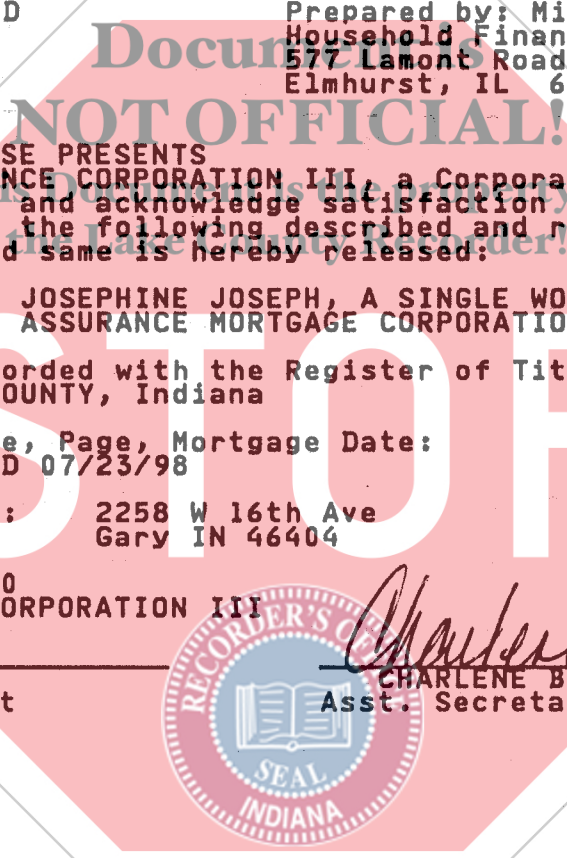 D Prepared by: Mi
Household Finan
577 Lamont Road
Elmhurst, IL 6
Document is
NOT OFFICIAL!
SE PRESENTS
NCE CORPORATION III, a Corpora
is Document is the property
and acknowledge satisfaction
the following described and n
the Lake County Recorder!
d same is hereby released:
JOSEPHINE JOSEPH, A SINGLE WO
ASSURANCE MORTGAGE CORPORATIO
STOP
orded with the Register of Tit
OUNTY, Indiana
e, Page, Mortgage Date:
D 07/23/98
: 2258 W 16th Ave
Gary IN 46404
0
ORPORATION III
RECORDER'S OFFICE
Charlene
CHARLENE B
t Asst. Secreta
SEAL
INDIANA